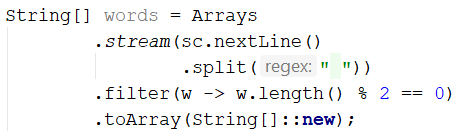 String[] words = Arrays
.stream(sc.nextLine()
.split(regex: " "))
.filter(w -> w.length() % 2 == 0)
.toArray(String[]::new);